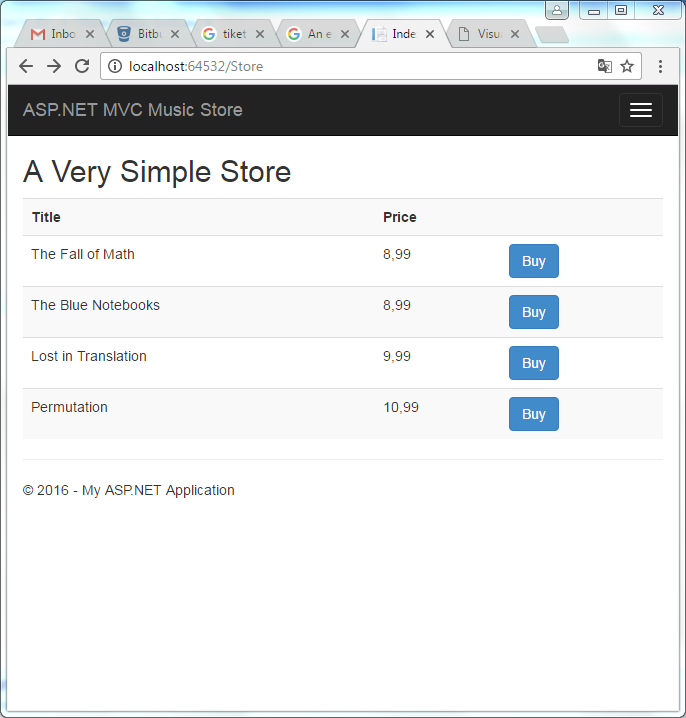 Inbo
Bitbu
tiket
An e
Inde
Visu
localhost:64532/Store
ASP.NET MVC Music Store
A Very Simple Store
Title Price
The Fall of Math 8,99 Buy
The Blue Notebooks 8,99 Buy
Lost in Translation 9,99 Buy
Permutation 10,99 Buy
© 2016 - My ASP.NET Application